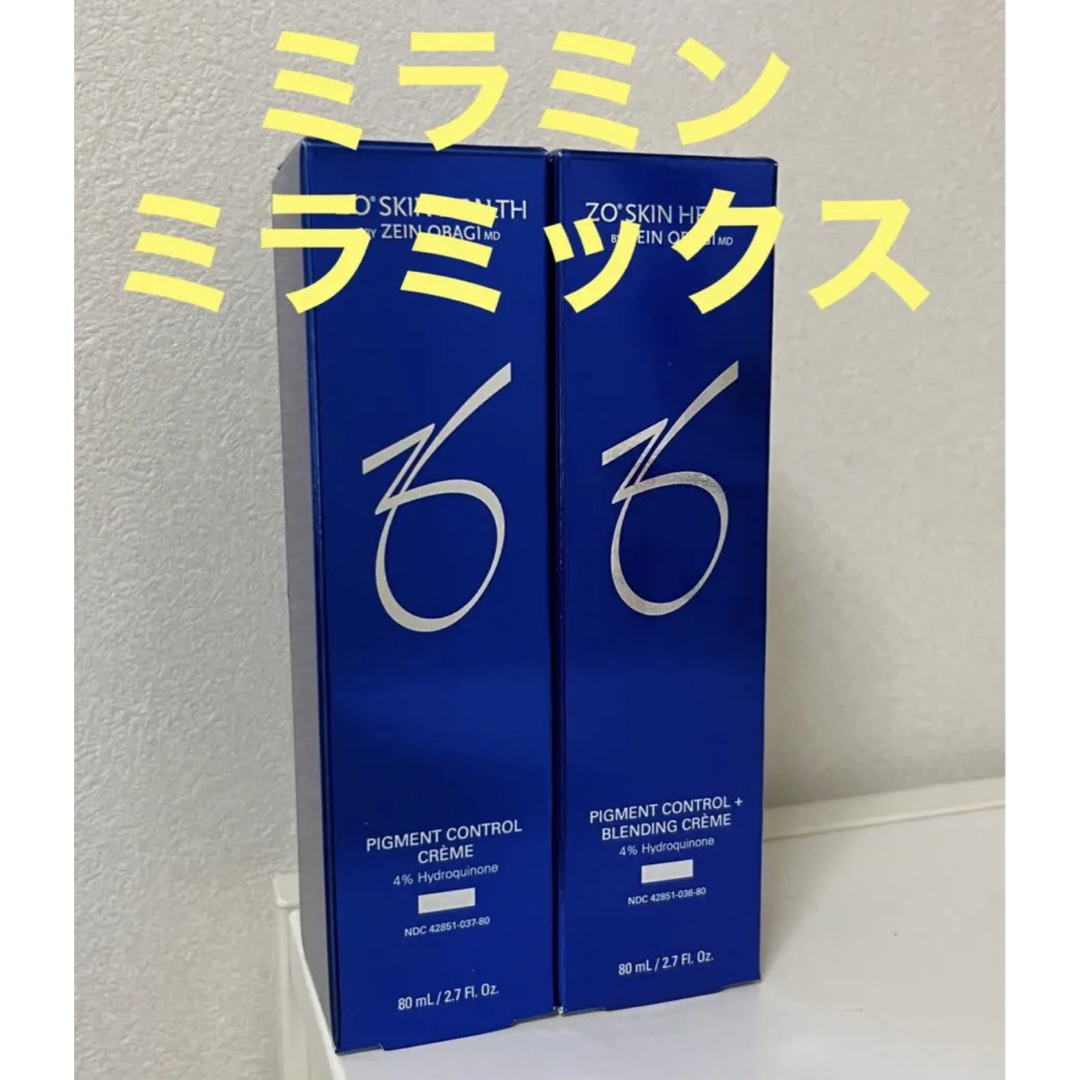 ミラミン
ミラミックス
ZO® SKIN HEALTH
BY ZEIN OBAGI MD
PIGMENT CONTROL
CRÈME
4% Hydroquinone
NDC 42851-037-80
80 mL / 2.7 Fl. Oz.
ZO® SKIN HE
BY ZEIN OBAGI MD
PIGMENT CONTROL +
BLENDING CRÈME
4% Hydroquinone
NDC 42851-036-80
80 mL / 2.7 Fl. Oz.